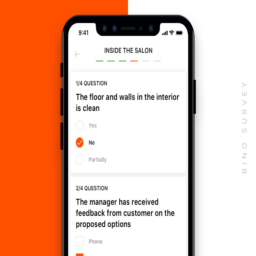 9:41
INSIDE THE SALON
1/4 QUESTION
The floor and walls in the interior
is clean
Yes
No
Partially
2/4 QUESTION
The manager has received
feedback from customer on the
proposed options
Phone
BINO SURVEY